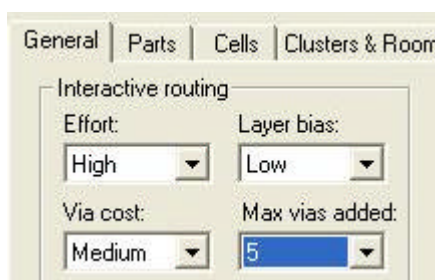 General Parts Cells Clusters & Room
Interactive routing
Effort: Layer bias:
High Low
Via cost: Max vias added:
Medium 5